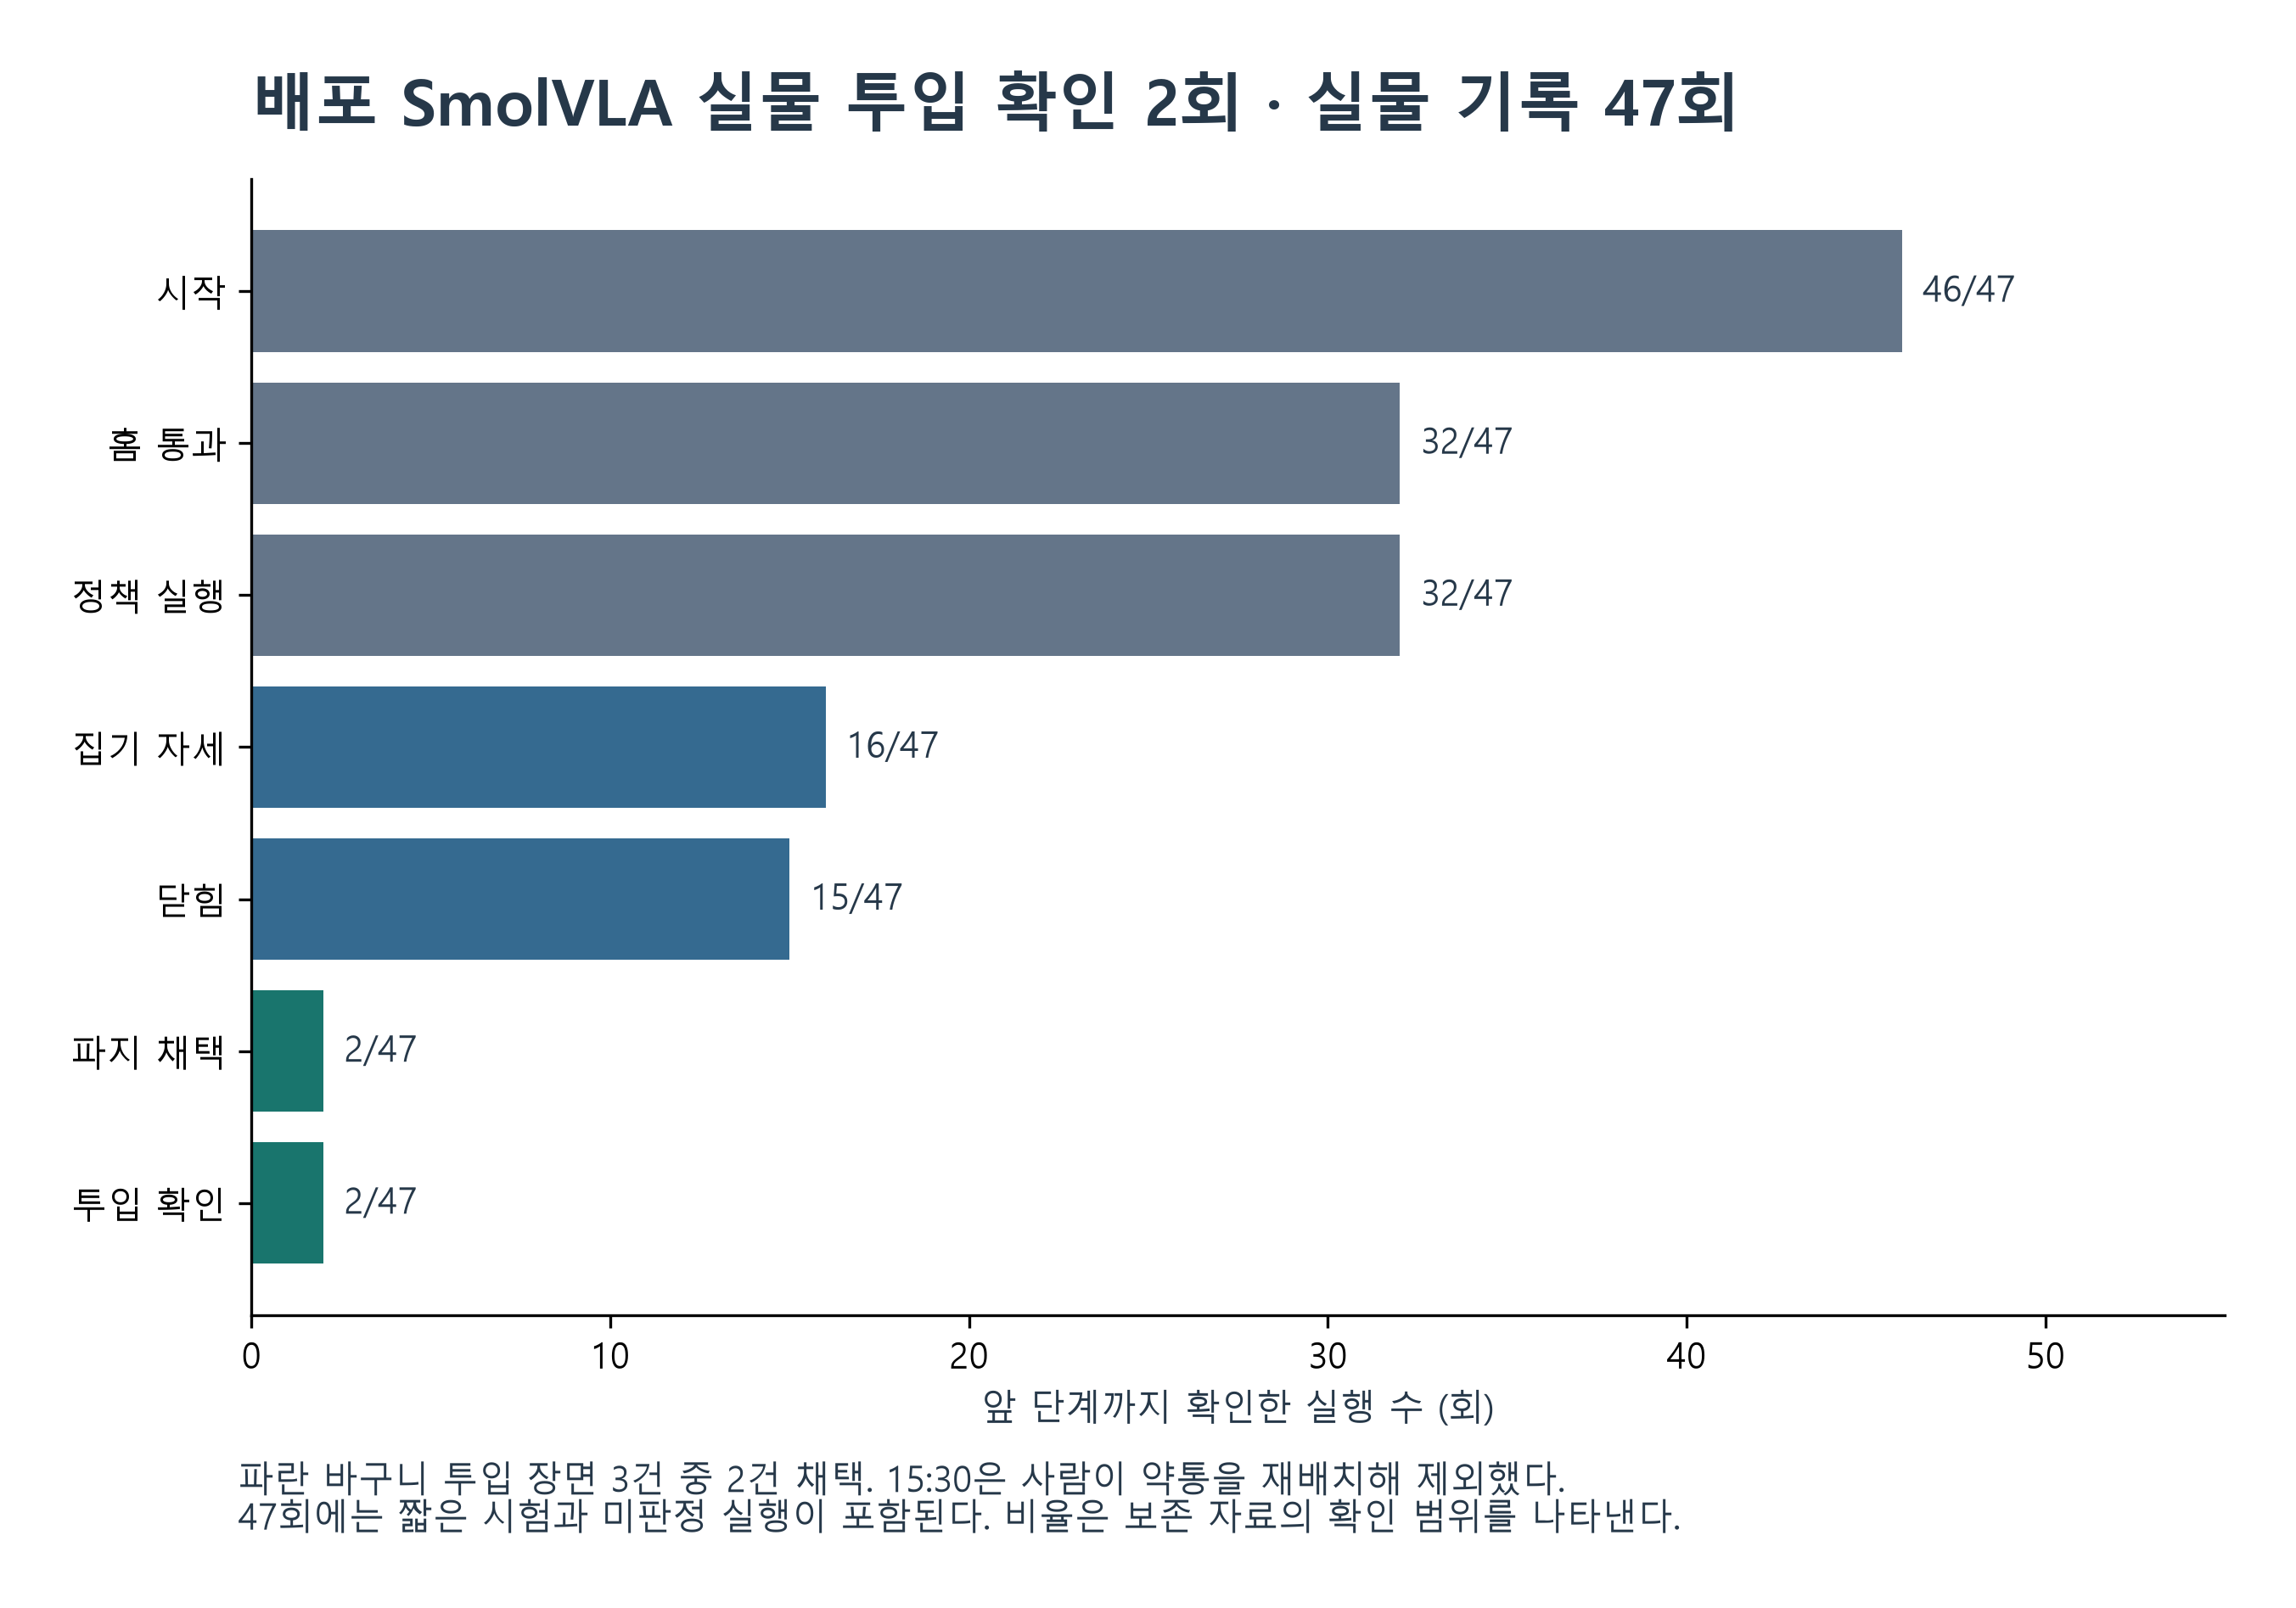 배포 SmolVLA 실물 투입 확인 2회 · 실물 기록 47회
시작
46/47
홈 통과
32/47
정책 실행
32/47
집기 자세
16/47
닫힘
15/47
파지 채택
2/47
투입 확인
2/47
0 10 20 30 40 50
앞 단계까지 확인한 실행 수 (회)
파란 바구니 투입 장면 3건 중 2건 채택. 15:30은 사람이 약통을 재배치해 제외했다.
47회에는 짧은 시험과 미판정 실행이 포함된다. 비율은 보존 자료의 확인 범위를 나타낸다.